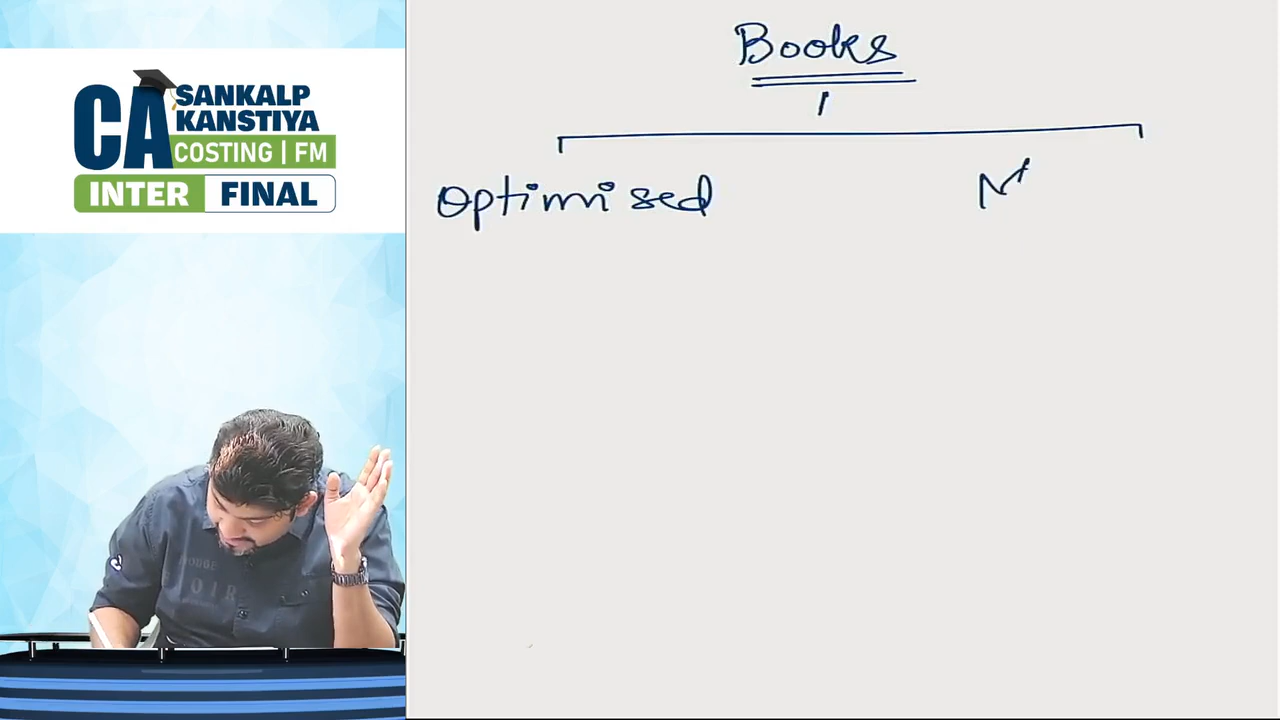 CA SANKALP
KANSTIYA
COSTING | FM
INTER FINAL
Books
Optimised